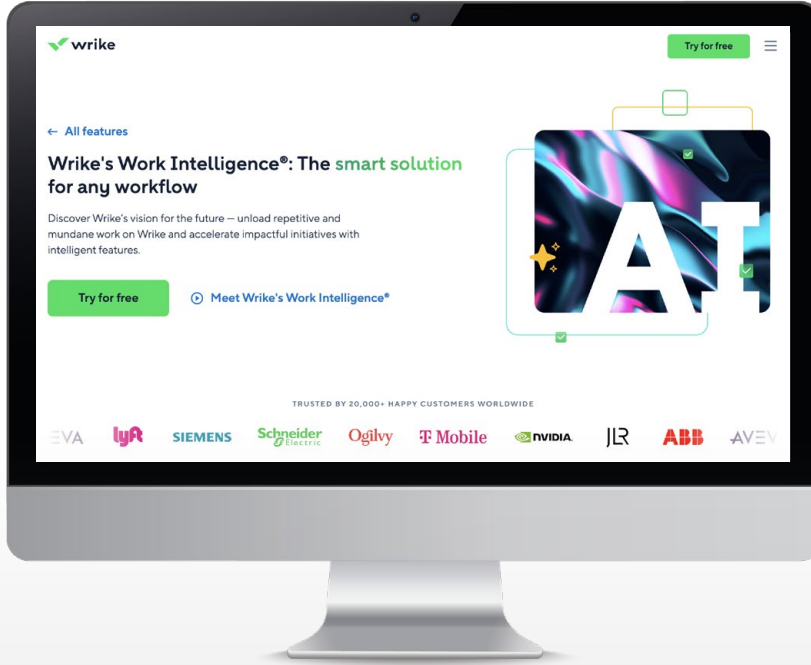 wrike
Try for free
← All features
Wrike's Work Intelligence®: The smart solution
for any workflow
Discover Wrike's vision for the future — unload repetitive and
mundane work on Wrike and accelerate impactful initiatives with
intelligent features.
Try for free
Meet Wrike's Work Intelligence®
AI
TRUSTED BY 20,000+ HAPPY CUSTOMERS WORLDWIDE
EVA lyft SIEMENS Schneider Electric Ogilvy T Mobile NVIDIA. JLR ABB AVEV